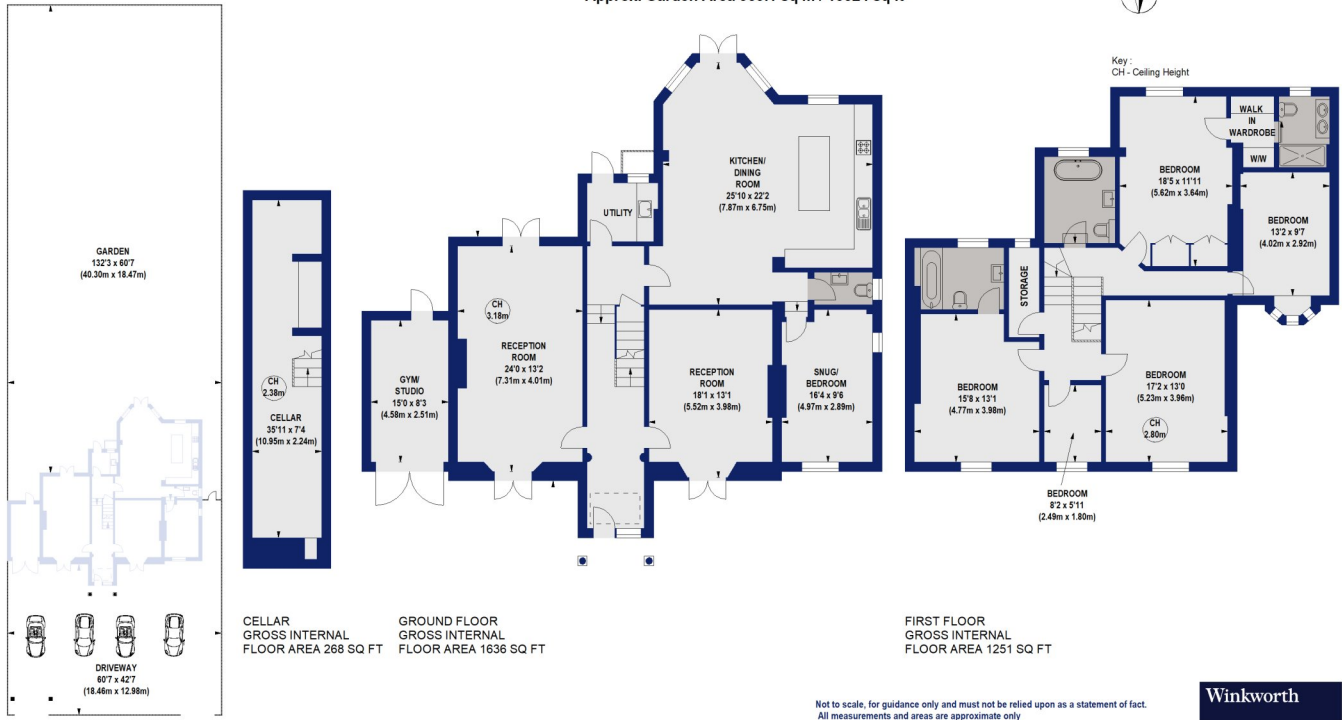 Key :
CH - Ceiling Height
GARDEN
132'3 x 60'7
(40.30m x 18.47m)
DRIVEWAY
60'7 x 42'7
(18.46m x 12.98m)
CH
2.38m
CELLAR
35'11 x 7'4
(10.95m x 2.24m)
CELLAR
GROSS INTERNAL
FLOOR AREA 268 SQ FT
GYM/
STUDIO
15'0 x 8'3
(4.58m x 2.51m)
CH
3.18m
RECEPTION
ROOM
24'0 x 13'2
(7.31m x 4.01m)
UTILITY
KITCHEN/
DINING
ROOM
25'10 x 22'2
(7.87m x 6.75m)
RECEPTION
ROOM
18'1 x 13'1
(5.52m x 3.98m)
SNUG/
BEDROOM
16'4 x 9'6
(4.97m x 2.89m)
GROUND FLOOR
GROSS INTERNAL
FLOOR AREA 1636 SQ FT
BEDROOM
18'5 x 11'11
(5.62m x 3.64m)
WALK
IN
WARDROBE
W/W
BEDROOM
13'2 x 9'7
(4.02m x 2.92m)
STORAGE
BEDROOM
15'8 x 13'1
(4.77m x 3.98m)
BEDROOM
17'2 x 13'0
(5.23m x 3.96m)
CH
2.80m
BEDROOM
8'2 x 5'11
(2.49m x 1.80m)
FIRST FLOOR
GROSS INTERNAL
FLOOR AREA 1251 SQ FT
Not to scale, for guidance only and must not be relied upon as a statement of fact.
All measurements and areas are approximate only
Winkworth